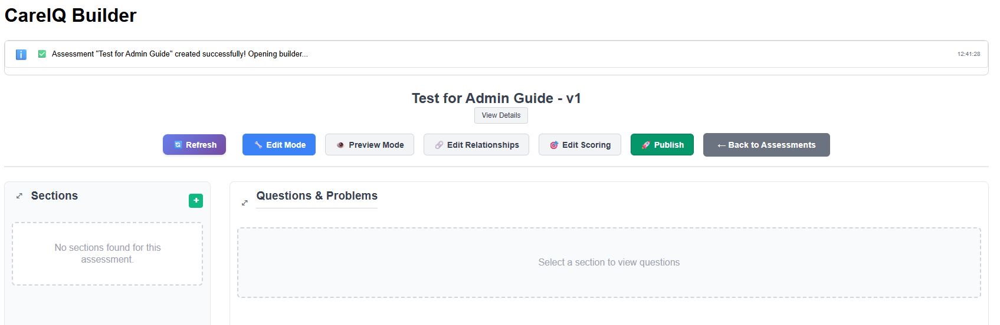 CareIQ Builder
Assessment "Test for Admin Guide" created successfully! Opening builder...
12:41:28
Test for Admin Guide - v1
View Details
Refresh
Edit Mode
Preview Mode
Edit Relationships
Edit Scoring
Publish
← Back to Assessments
Sections
+
Questions & Problems
No sections found for this
assessment.
Select a section to view questions